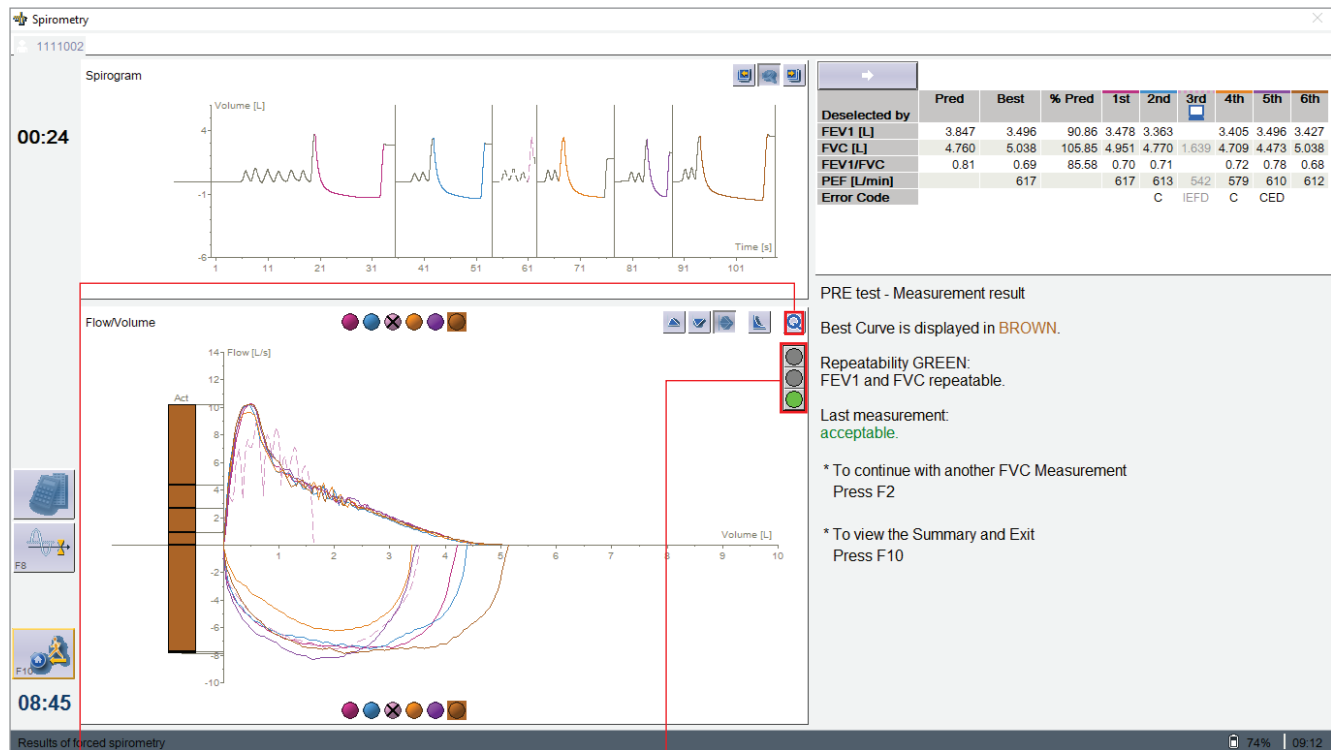 Spirometry
1111002
00:24
Spirogram
Volume [L]
4
-1
-6
1 11 21 31 41 51 61 71 81 91 101
Time [s]
Flow/Volume
14 Flow [L/s]
12
10
8
6
4
2
-2
-4
-6
-8
-10
Act
Volume [L]
1 2 3 4 5 6 7 8 9 10
F8
F10
08:45
Pred Best % Pred 1st 2nd 3rd 4th 5th 6th
Deselected by
FEV1 [L] 3.847 3.496 90.86 3.478 3.363 3.405 3.496 3.427
FVC [L] 4.760 5.038 105.85 4.951 4.770 1.639 4.709 4.473 5.038
FEV1/FVC 0.81 0.69 85.58 0.70 0.71 0.72 0.78 0.68
PEF [L/min] 617 617 613 542 579 610 612
Error Code C IEFD C CED
PRE test - Measurement result
Best Curve is displayed in BROWN.
Repeatability GREEN:
FEV1 and FVC repeatable.
Last measurement:
acceptable.
* To continue with another FVC Measurement
Press F2
* To view the Summary and Exit
Press F10
Results of forced spirometry
74% 09:12